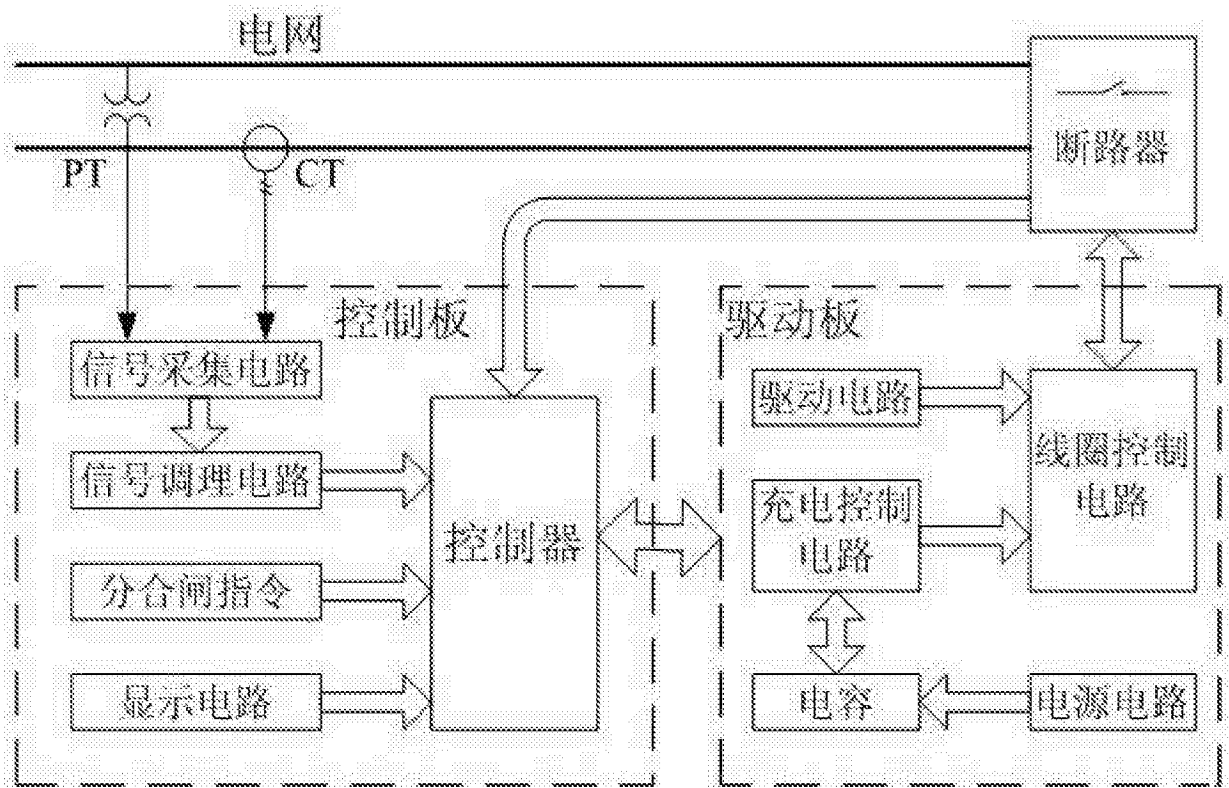 电网
断路器
PT
CT
控制板
驱动板
信号采集电路
信号调理电路
分合闸指令
显示电路
控制器
驱动电路
充电控制
电路
电容
线圈控制
电路
电源电路